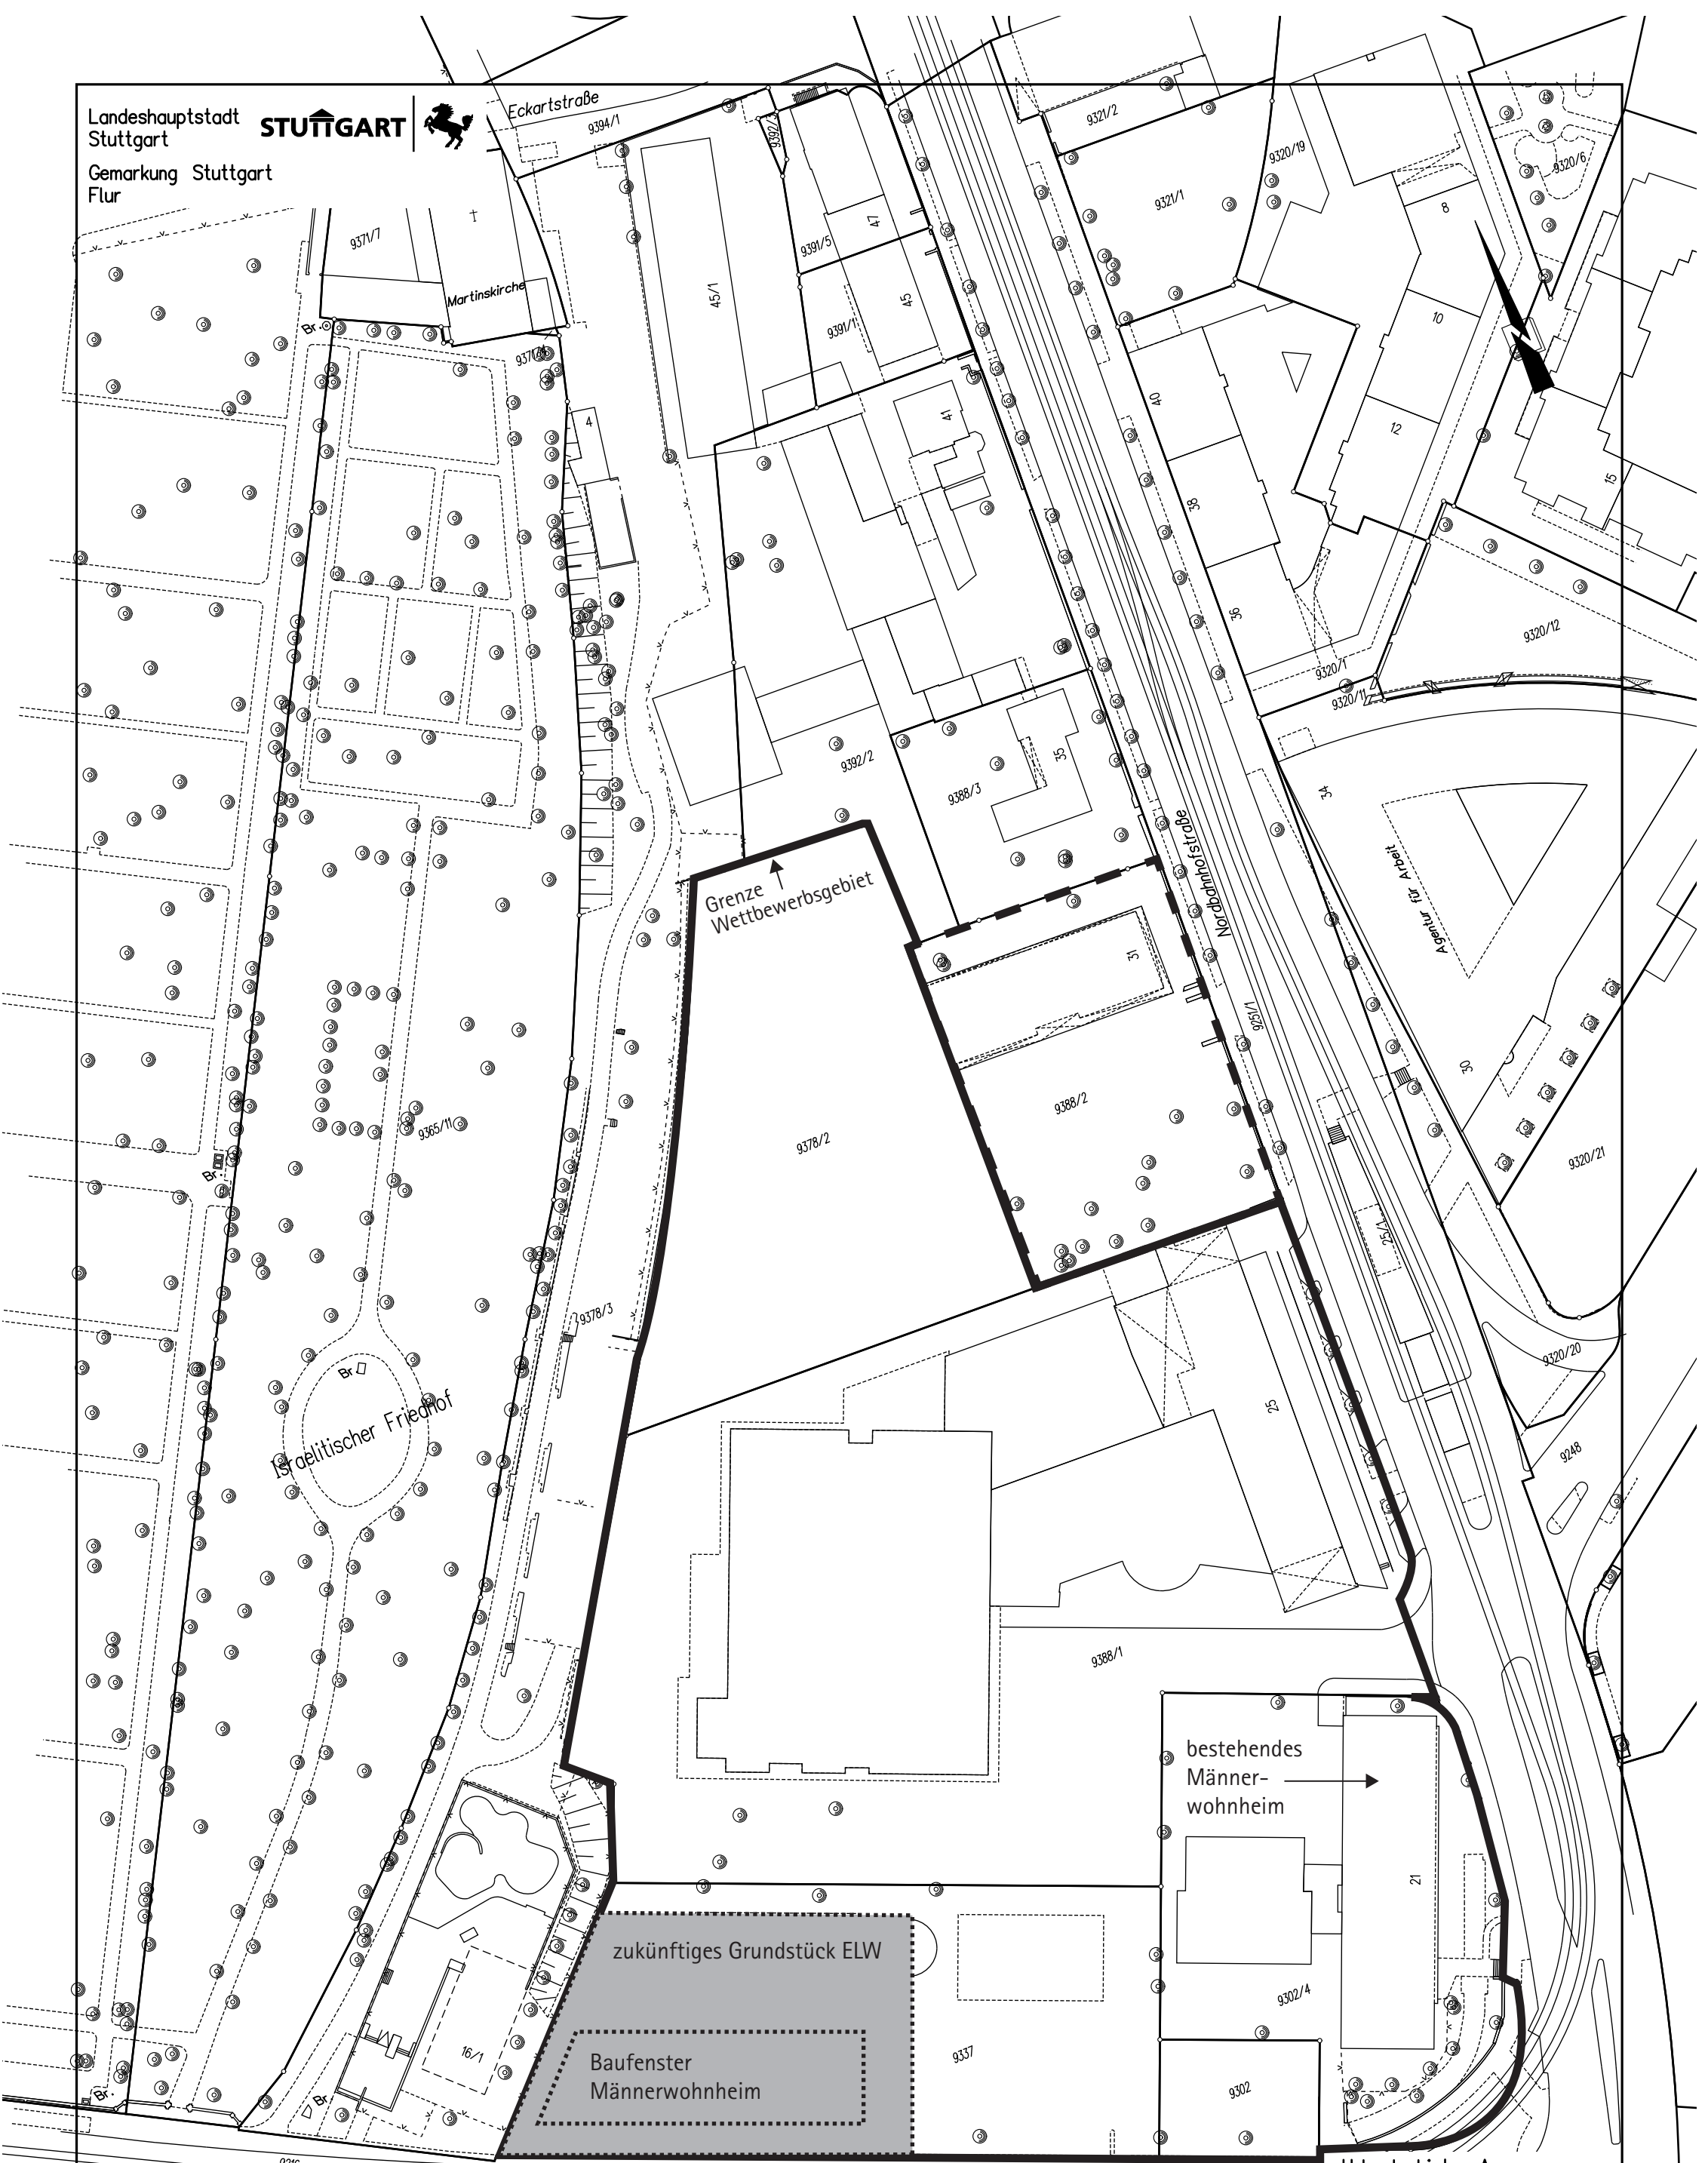 Landeshauptstadt
Stuttgart
STUTTGART
Gemarkung Stuttgart
Flur
Eckartstraße
9394/1
9392/3
9321/2
9320/19
9320/6
9371/7
Martinskirche
47
9391/5
9321/1
8
45/1
45
9391/1
10
Br.
4
41
40
12
38
15
36
9320/1
9320/11
9320/12
9392/2
9388/3
35
Nordbahnhofstraße
34
Agentur für Arbeit
Grenze
Wettbewerbsgebiet
31
9251/1
30
9378/2
9388/2
9365/11
Br.
9320/21
25/1
9378/3
9320/20
Br.
Israelitischer Friedhof
25
9248
9388/1
bestehendes
Männer-
wohnheim
21
zukünftiges Grundstück ELW
9302/4
16/1
Baufenster
Männerwohnheim
9337
9302
Br.
Br.